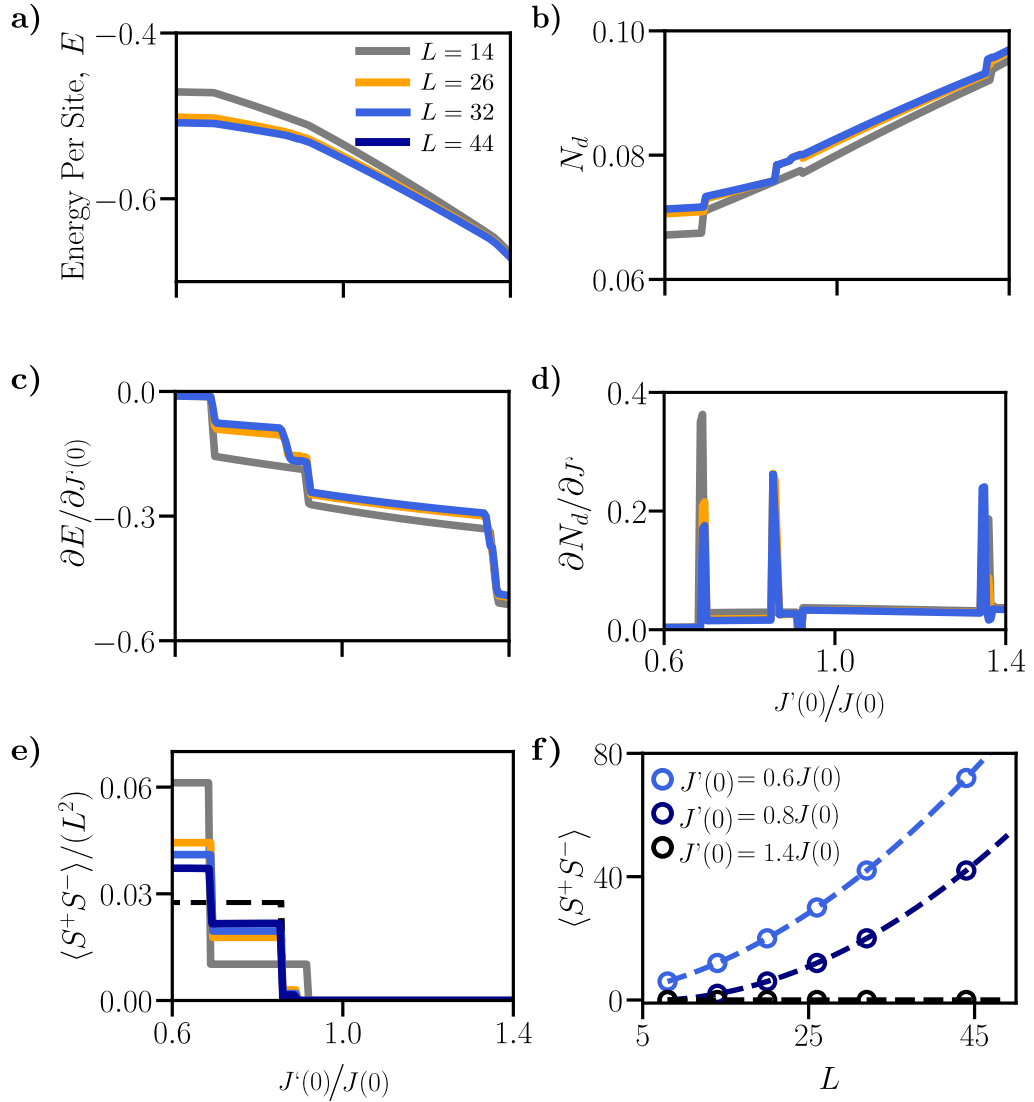 a)
Energy Per Site, E
−0.4
−0.6
L = 14
L = 26
L = 32
L = 44
b)
N_d
0.10
0.08
0.06
c)
∂E/∂J‘(0)
0.0
−0.3
−0.6
d)
∂N_d/∂J‘
0.4
0.2
0.0
0.6
1.0
1.4
J’(0)/J(0)
e)
⟨S⁺S⁻⟩/(L²)
0.06
0.03
0.00
0.6
1.0
1.4
J‘(0)/J(0)
f)
⟨S⁺S⁻⟩
80
40
0
J’(0) = 0.6J(0)
J’(0) = 0.8J(0)
J’(0) = 1.4J(0)
5
25
45
L